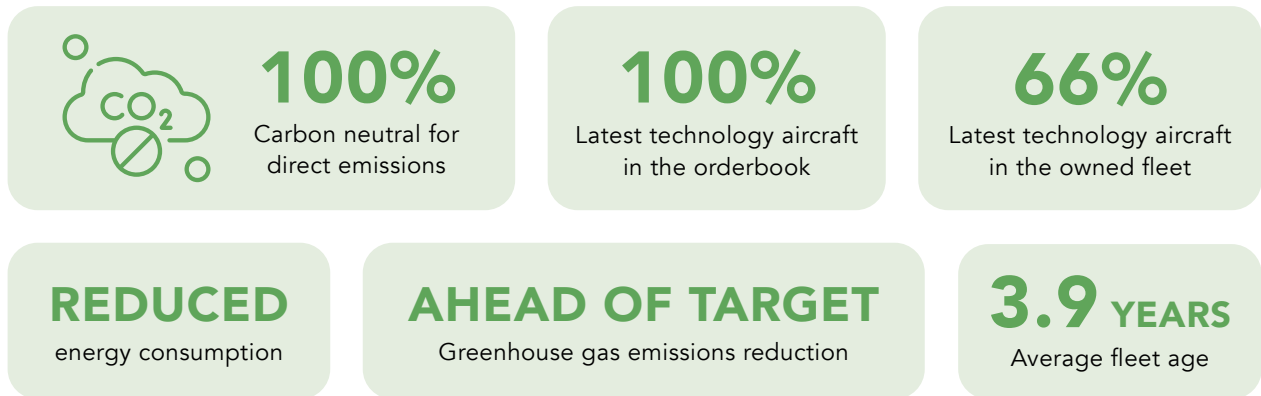 CO2
100%
Carbon neutral for
direct emissions
100%
Latest technology aircraft
in the orderbook
66%
Latest technology aircraft
in the owned fleet
REDUCED
energy consumption
AHEAD OF TARGET
Greenhouse gas emissions reduction
3.9 YEARS
Average fleet age